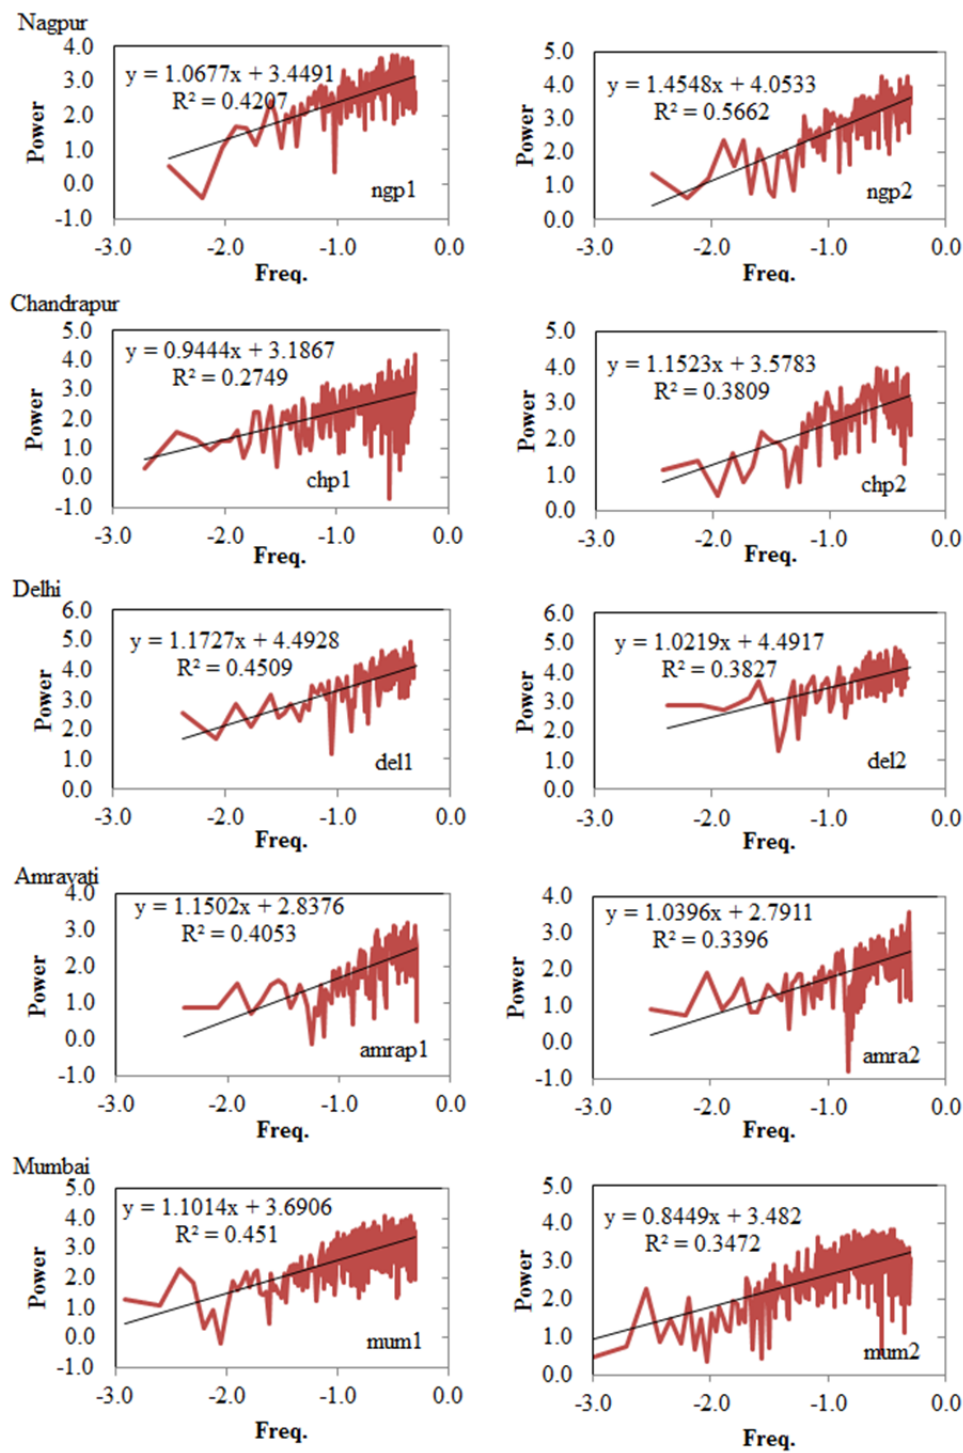 Nagpur
4.0
3.0
2.0
1.0
0.0
-1.0
Power
y = 1.0677x + 3.4491
R² = 0.4207
ngp1
-3.0 -2.0 -1.0 0.0
Freq.
5.0
4.0
3.0
2.0
1.0
0.0
Power
y = 1.4548x + 4.0533
R² = 0.5662
ngp2
-3.0 -2.0 -1.0 0.0
Freq.
Chandrapur
5.0
4.0
3.0
2.0
1.0
0.0
-1.0
Power
y = 0.9444x + 3.1867
R² = 0.2749
chp1
-3.0 -2.0 -1.0 0.0
Freq.
5.0
4.0
3.0
2.0
1.0
0.0
Power
y = 1.1523x + 3.5783
R² = 0.3809
chp2
-3.0 -2.0 -1.0 0.0
Freq.
Delhi
6.0
5.0
4.0
3.0
2.0
1.0
0.0
Power
y = 1.1727x + 4.4928
R² = 0.4509
del1
-3.0 -2.0 -1.0 0.0
Freq.
6.0
5.0
4.0
3.0
2.0
1.0
0.0
Power
y = 1.0219x + 4.4917
R² = 0.3827
del2
-3.0 -2.0 -1.0 0.0
Freq.
Amravati
4.0
3.0
2.0
1.0
0.0
-1.0
Power
y = 1.1502x + 2.8376
R² = 0.4053
amrap1
-3.0 -2.0 -1.0 0.0
Freq.
4.0
3.0
2.0
1.0
0.0
-1.0
Power
y = 1.0396x + 2.7911
R² = 0.3396
amra2
-3.0 -2.0 -1.0 0.0
Freq.
Mumbai
5.0
4.0
3.0
2.0
1.0
0.0
-1.0
Power
y = 1.1014x + 3.6906
R² = 0.451
mum1
-3.0 -2.0 -1.0 0.0
Freq.
5.0
4.0
3.0
2.0
1.0
0.0
Power
y = 0.8449x + 3.482
R² = 0.3472
mum2
-3.0 -2.0 -1.0 0.0
Freq.